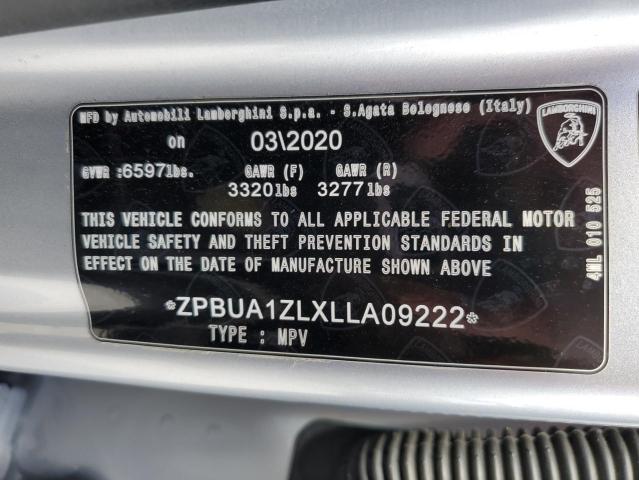 MFD by Automobili Lamborghini S.p.a. - S.Agata Bolognese (Italy)
on 03\2020
GVWR :6597lbs. GAWR (F) GAWR (R)
3320lbs 3277lbs
THIS VEHICLE CONFORMS TO ALL APPLICABLE FEDERAL MOTOR
VEHICLE SAFETY AND THEFT PREVENTION STANDARDS IN
EFFECT ON THE DATE OF MANUFACTURE SHOWN ABOVE
*ZPBUA1ZLXLLA09222*
TYPE : MPV
LAMBORGHINI
4ML 010 525